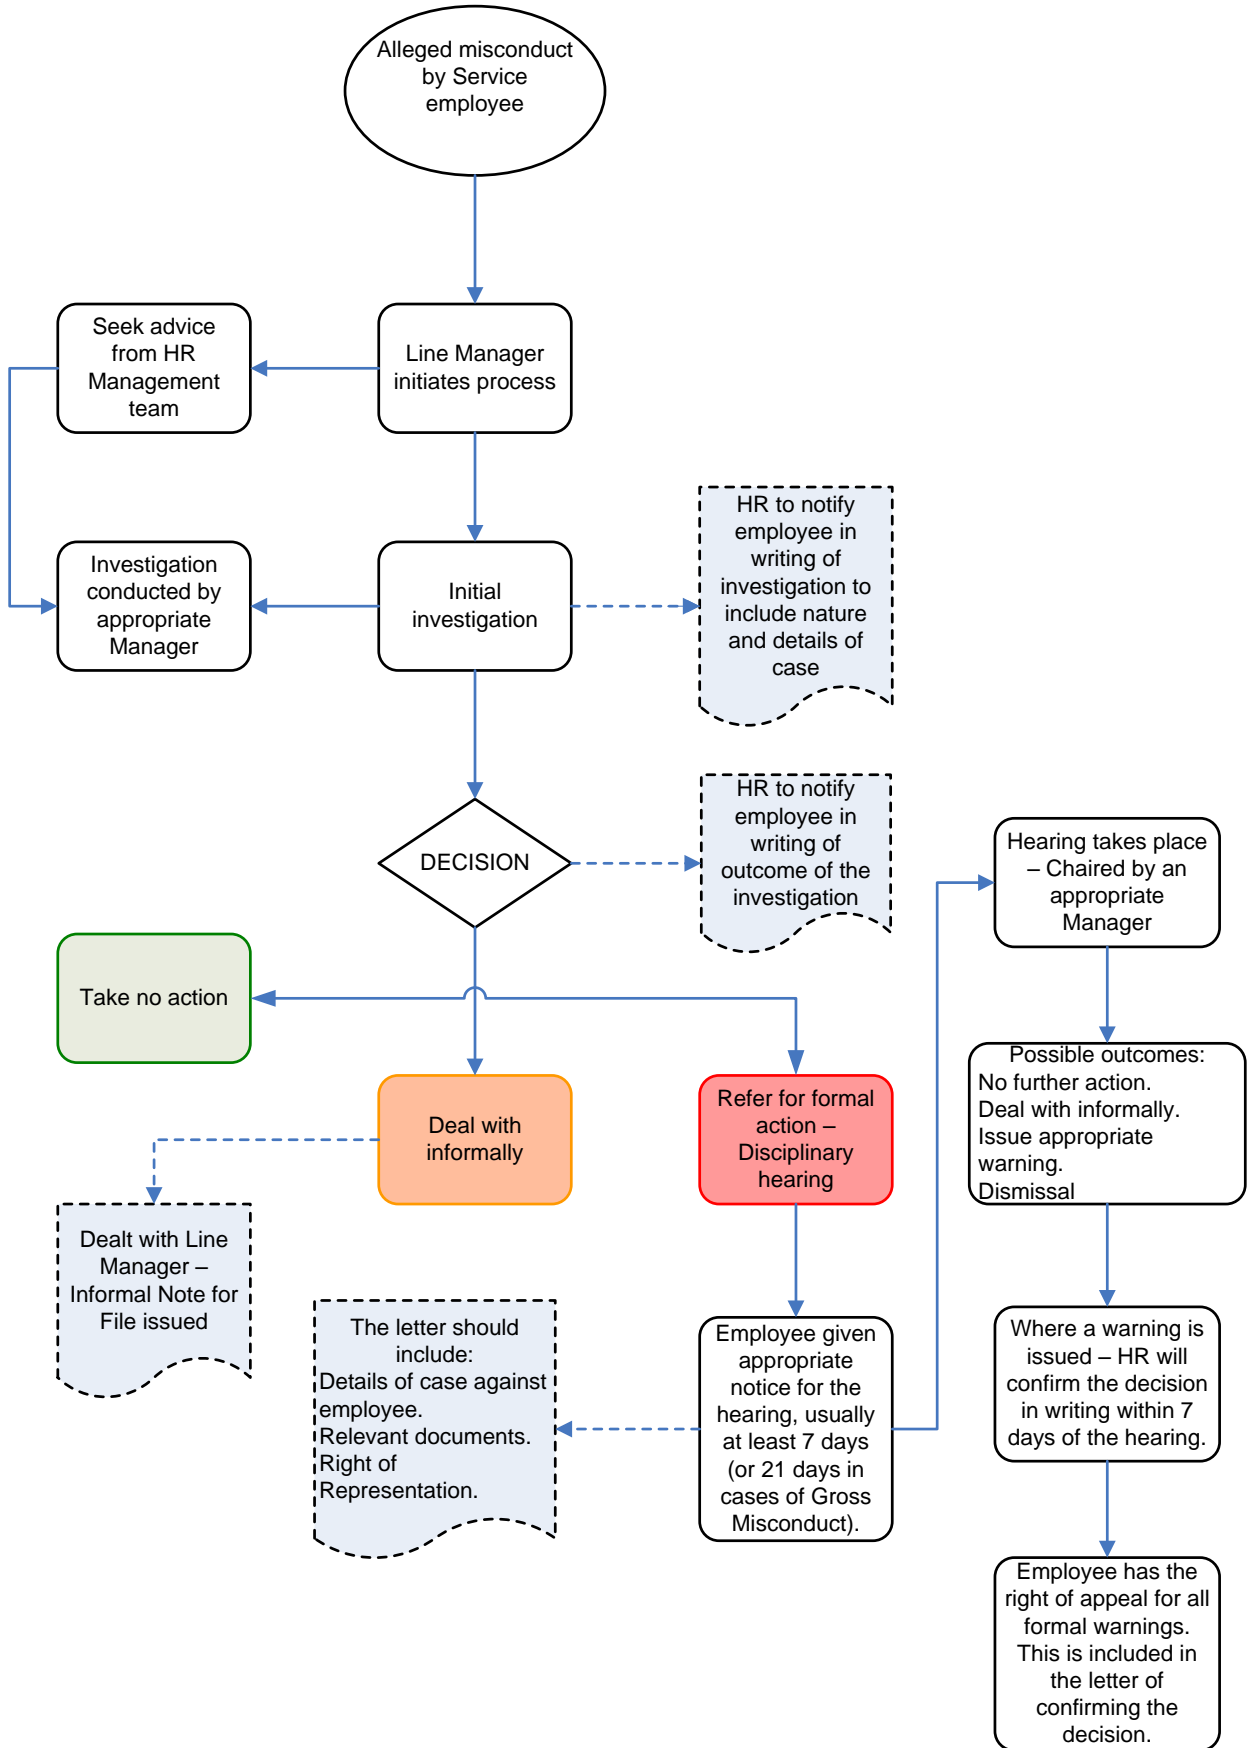 Alleged misconduct
by Service
employee
Seek advice
from HR
Management
team
Line Manager
initiates process
Investigation
conducted by
appropriate
Manager
Initial
investigation
HR to notify
employee in
writing of
investigation to
include nature
and details of
case
DECISION
HR to notify
employee in
writing of
outcome of the
investigation
Hearing takes place
– Chaired by an
appropriate
Manager
Take no action
Deal with
informally
Refer for formal
action –
Disciplinary
hearing
Possible outcomes:
No further action.
Deal with informally.
Issue appropriate
warning.
Dismissal
Dealt with Line
Manager –
Informal Note for
File issued
The letter should
include:
Details of case against
employee.
Relevant documents.
Right of
Representation.
Employee given
appropriate
notice for the
hearing, usually
at least 7 days
(or 21 days in
cases of Gross
Misconduct).
Where a warning is
issued – HR will
confirm the decision
in writing within 7
days of the hearing.
Employee has the
right of appeal for all
formal warnings.
This is included in
the letter of
confirming the
decision.